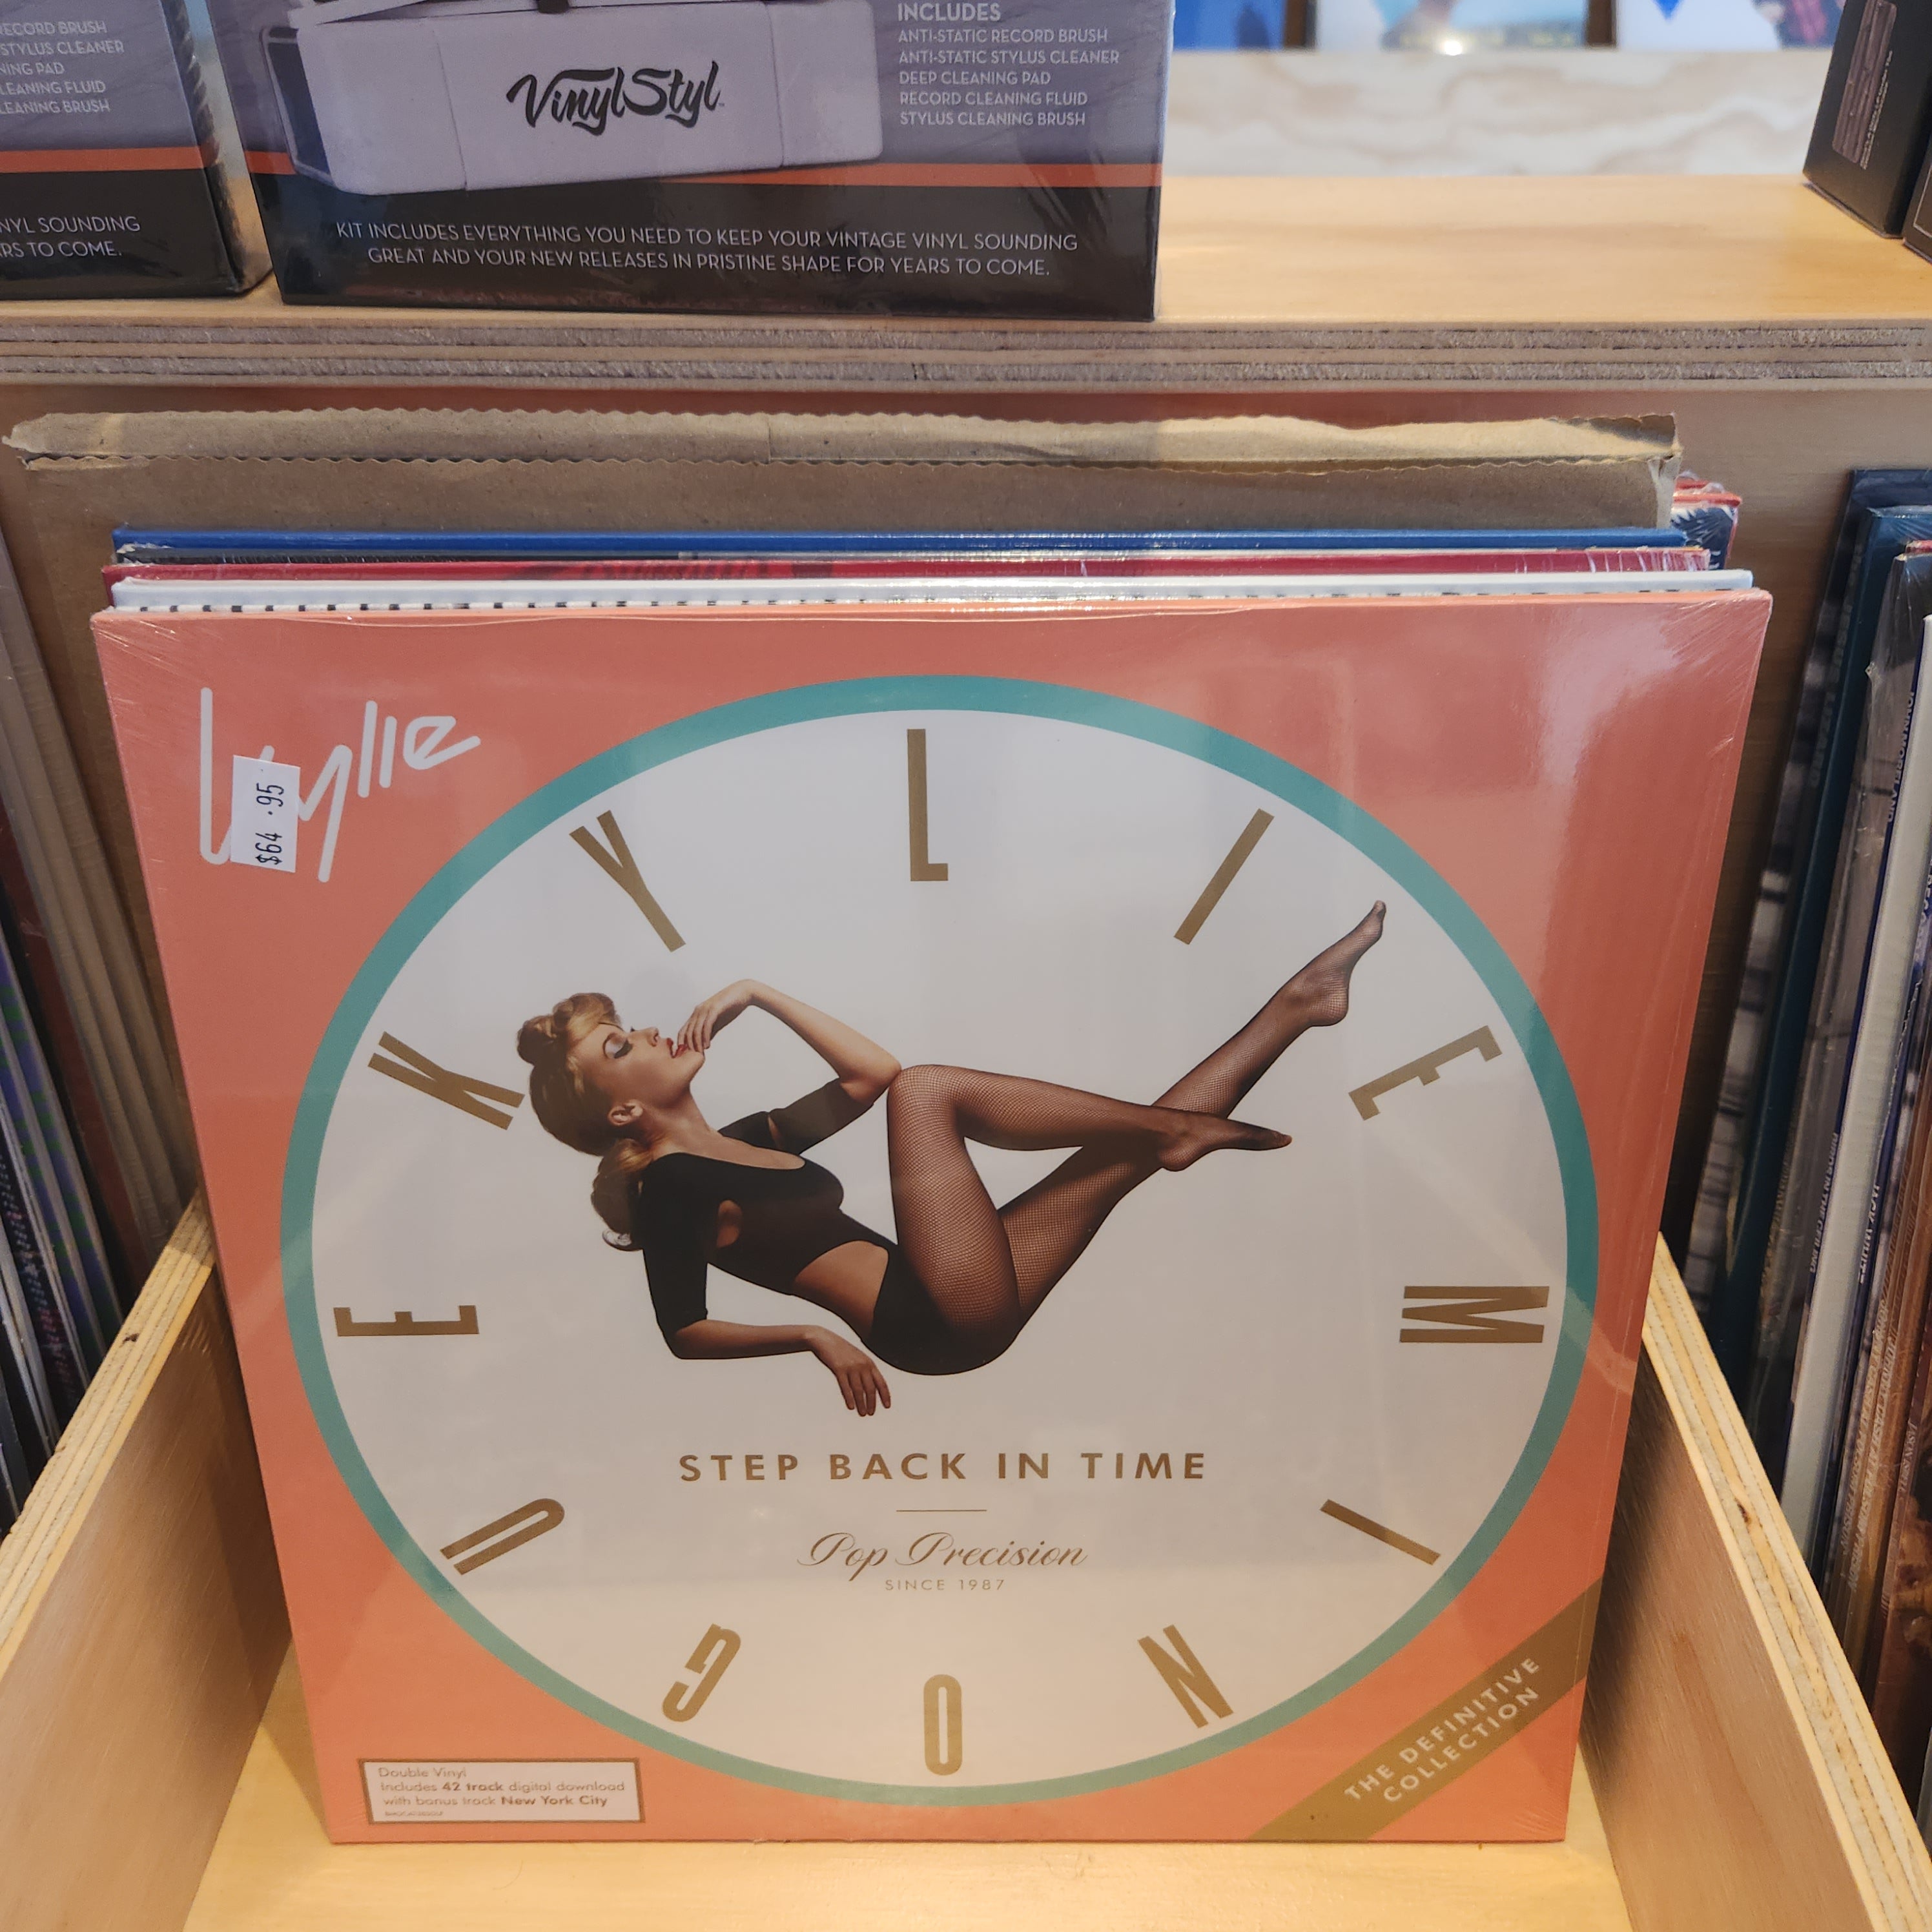 RECORD BRUSH
STYLUS CLEANER
NING PAD
LEANING FLUID
LEANING BRUSH
NYL SOUNDING
RS TO COME.
VinylStyl
INCLUDES
ANTI-STATIC RECORD BRUSH
ANTI-STATIC STYLUS CLEANER
DEEP CLEANING PAD
RECORD CLEANING FLUID
STYLUS CLEANING BRUSH
KIT INCLUDES EVERYTHING YOU NEED TO KEEP YOUR VINTAGE VINYL SOUNDING
GREAT AND YOUR NEW RELEASES IN PRISTINE SHAPE FOR YEARS TO COME.
Kylie
$64.95
K Y L I E M I N O G U E
STEP BACK IN TIME
Pop Precision
SINCE 1987
THE DEFINITIVE
COLLECTION
Double Vinyl
Includes 42 track digital download
with bonus track New York City